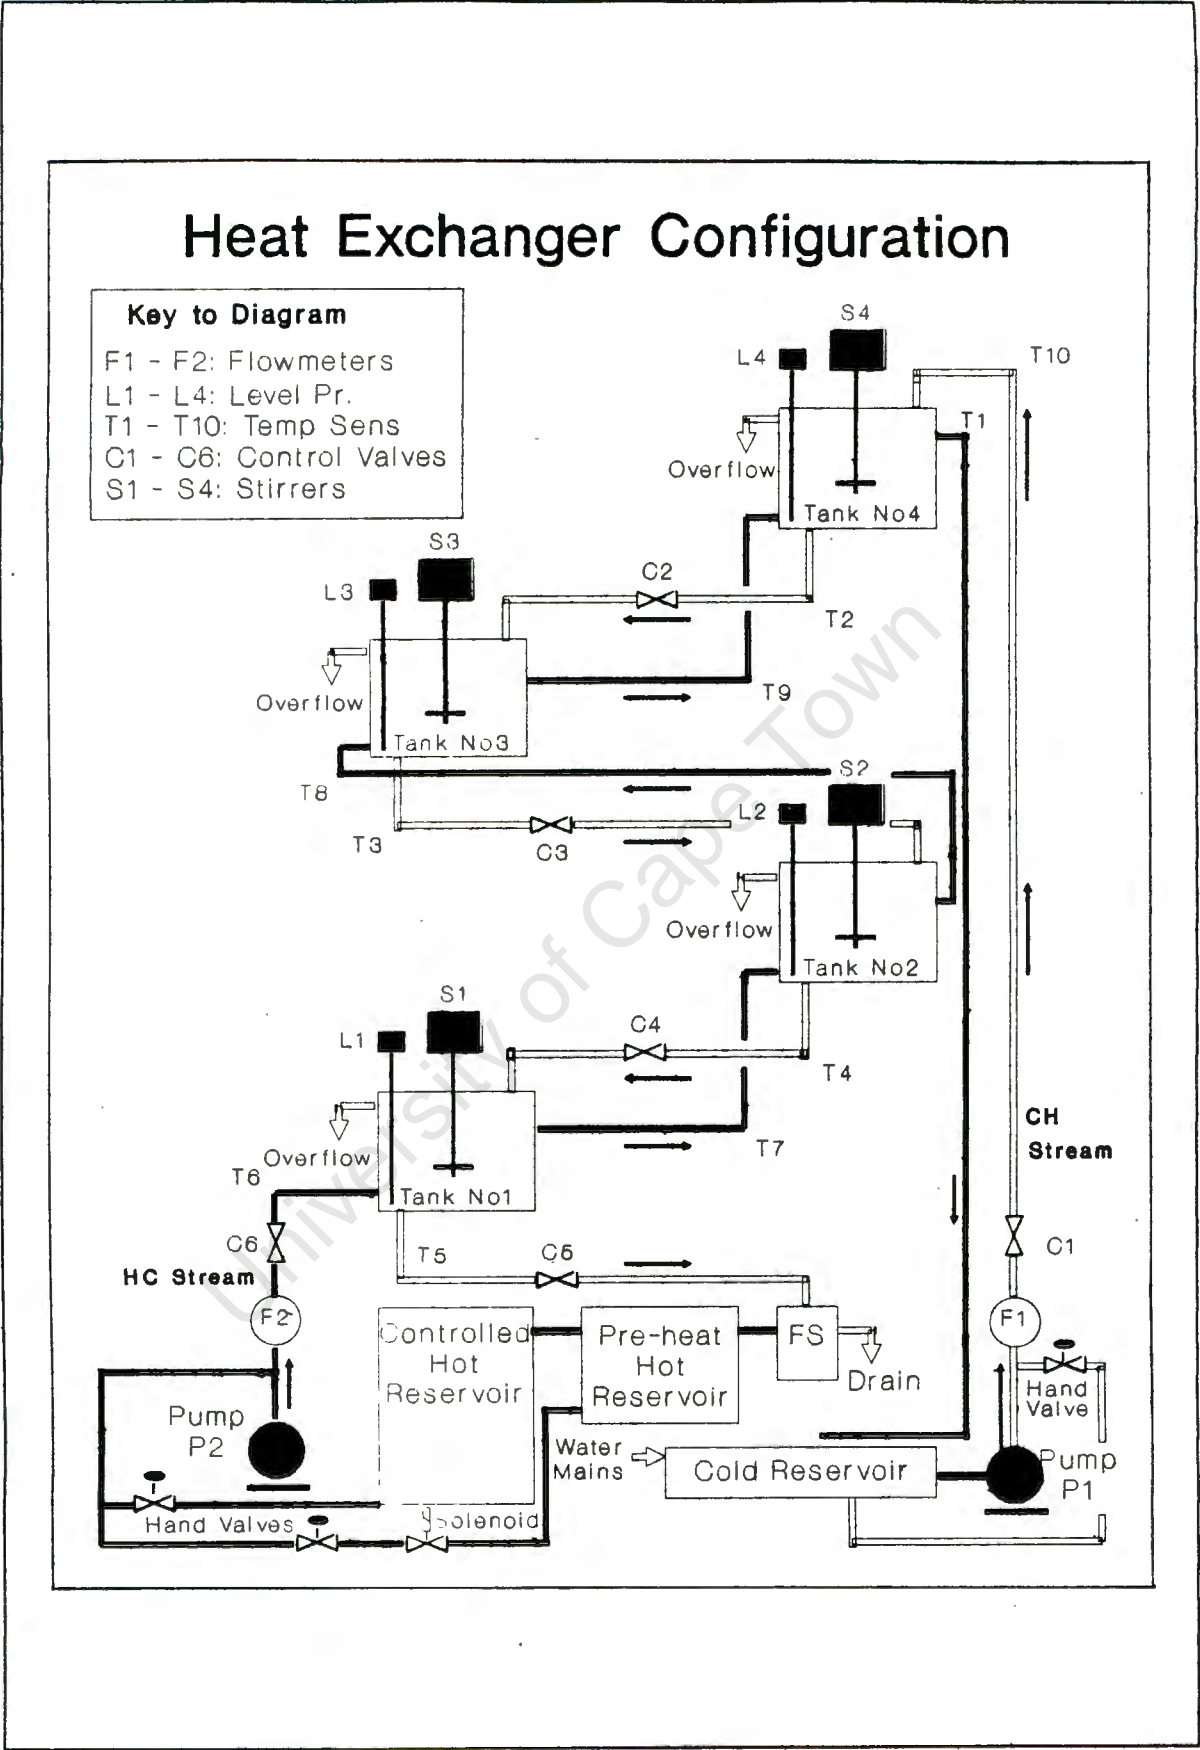 Heat Exchanger Configuration
Key to Diagram
F1 - F2: Flowmeters
L1 - L4: Level Pr.
T1 - T10: Temp Sens
C1 - C6: Control Valves
S1 - S4: Stirrers
S4
L4
T10
T1
Overflow
Tank No4
S3
C2
L3
T2
Overflow
T9
Tank No3
S2
T8
L2
T3
C3
Overflow
Tank No2
S1
C4
L1
T4
CH
Stream
Overflow
T7
T6
Tank No1
C6
T5
C5
C1
HC Stream
F2
F1
Controlled
Hot
Reservoir
Pre-heat
Hot
Reservoir
FS
Drain
Hand
Valve
Pump
P2
Water
Mains
Cold Reservoir
Pump
P1
Hand Valves
Solenoid
University of Cape Town